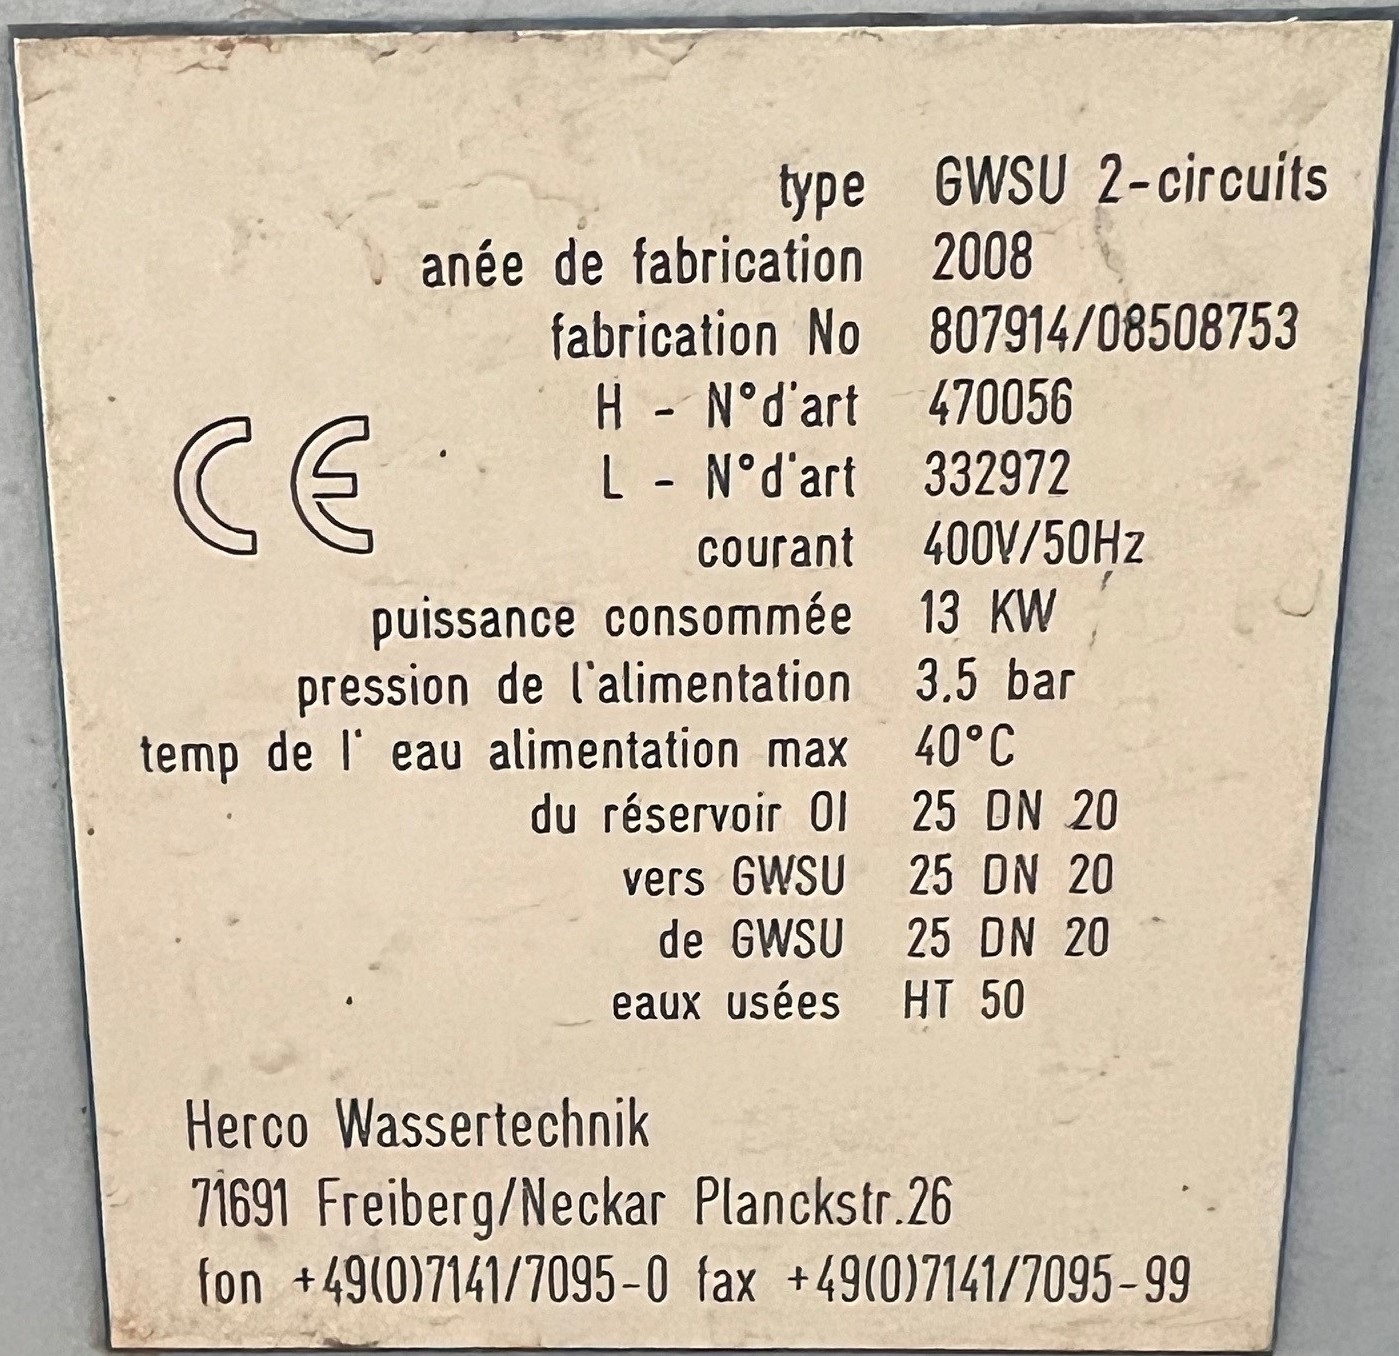 type GWSU 2-circuits
anée de fabrication 2008
fabrication No 807914/08508753
H - N°d'art 470056
L - N°d'art 332972
CE
courant 400V/50Hz
puissance consommée 13 KW
pression de l'alimentation 3.5 bar
temp de l' eau alimentation max 40°C
du réservoir OI 25 DN 20
vers GWSU 25 DN 20
de GWSU 25 DN 20
eaux usées HT 50
Herco Wassertechnik
71691 Freiberg/Neckar Planckstr.26
fon +49(0)7141/7095-0 fax +49(0)7141/7095-99